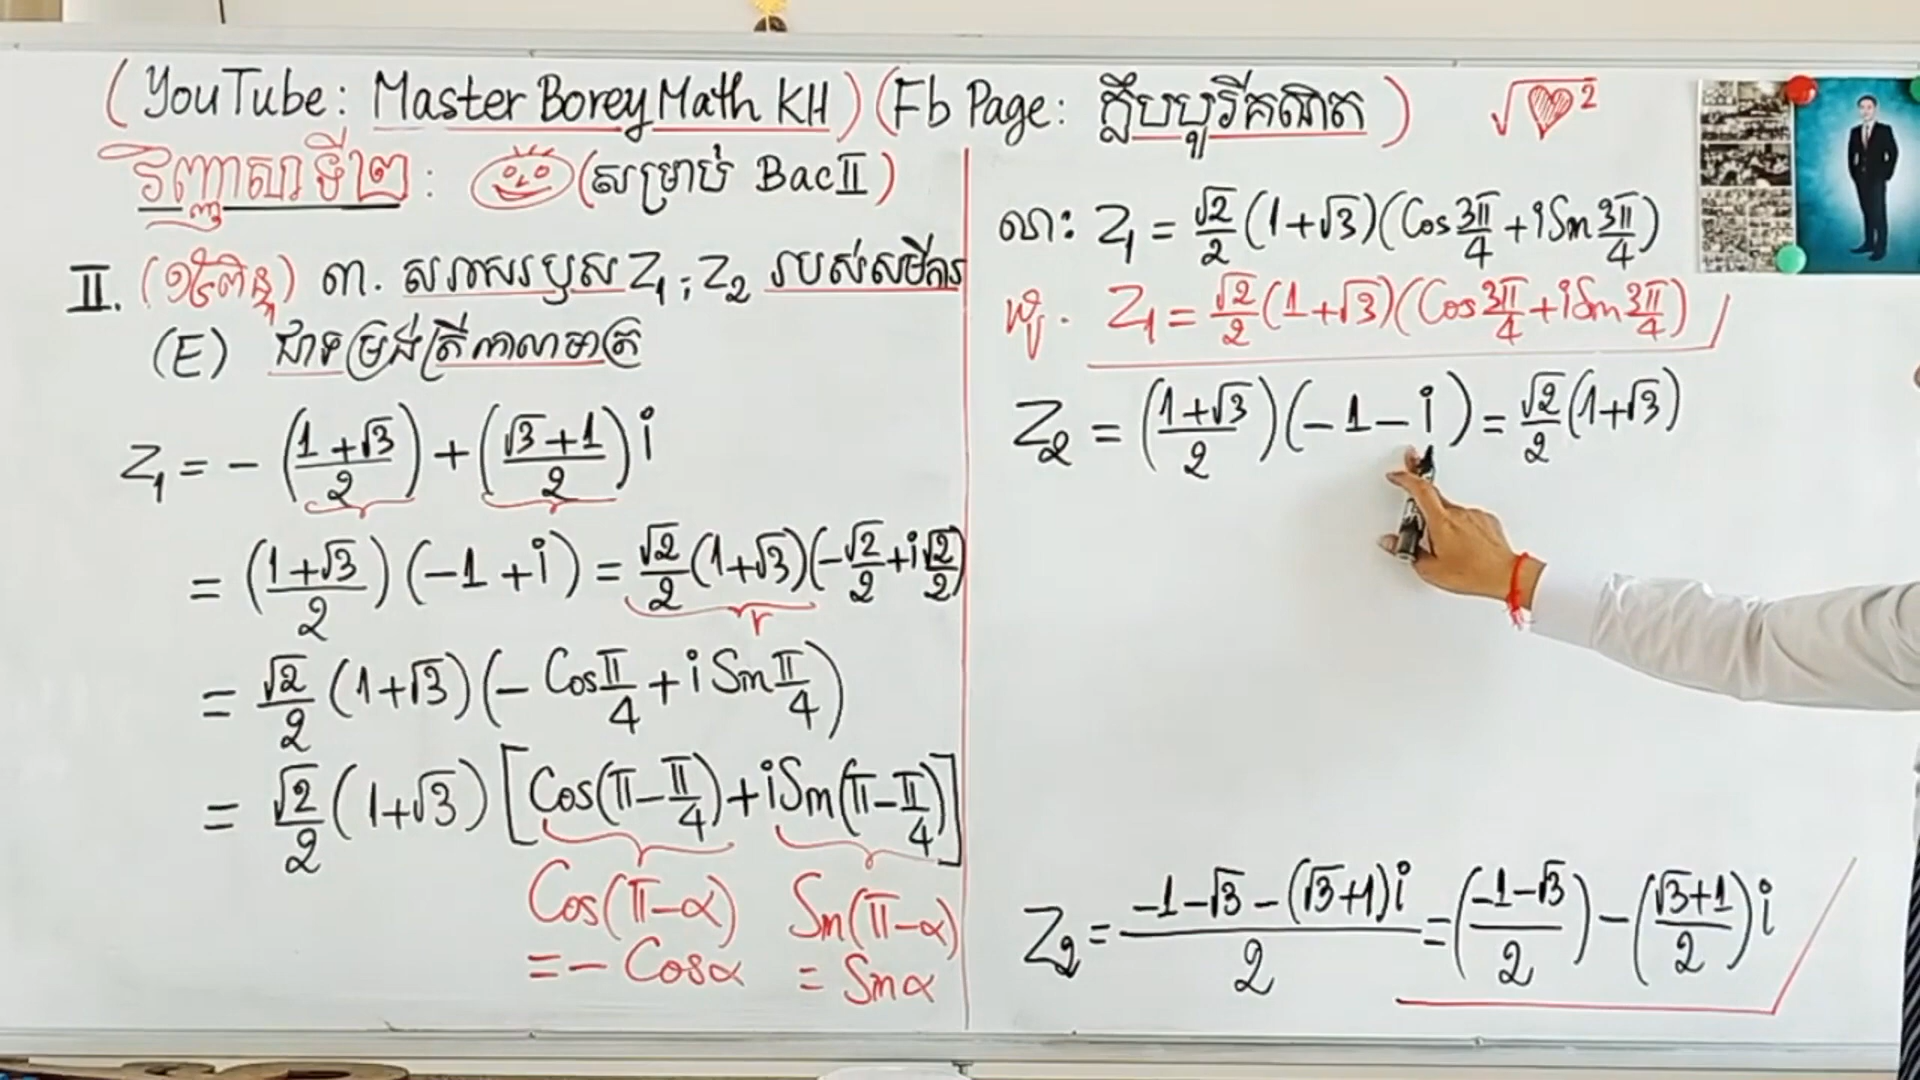 (YouTube: Master Borey Math KH) (Fb Page: ក្លឹបបូរីគណិត) √♥²
វិញ្ញាសាទី២ : (សម្រាប់ BacII)
II. (១៥ពិន្ទុ) ៣. សរសេរឫស Z₁ ; Z₂ របស់សមីការ
(E) ជាទម្រង់ត្រីកោណមាត្រ
Z₁ = - ((1+√3)/2) + ((√3+1)/2) i
= ((1+√3)/2) (-1+i) = √2/2 (1+√3)(-√2/2 + i √2/2)
r
= √2/2 (1+√3)(- Cos π/4 + i Sin π/4)
= √2/2 (1+√3) [Cos(π-π/4) + i Sin(π-π/4)]
Cos(π-α) Sin(π-α)
= - Cosα = Sinα
ណេះ Z₁ = √2/2 (1+√3)(Cos 3π/4 + i Sin 3π/4)
Z₁ = √2/2 (1+√3)(Cos 3π/4 + i Sin 3π/4)
Z₂ = ((1+√3)/2)(-1-i) = √2/2 (1+√3)
Z₂ = (-1-√3-(√3+1)i)/2 = ((-1-√3)/2) - ((√3+1)/2) i